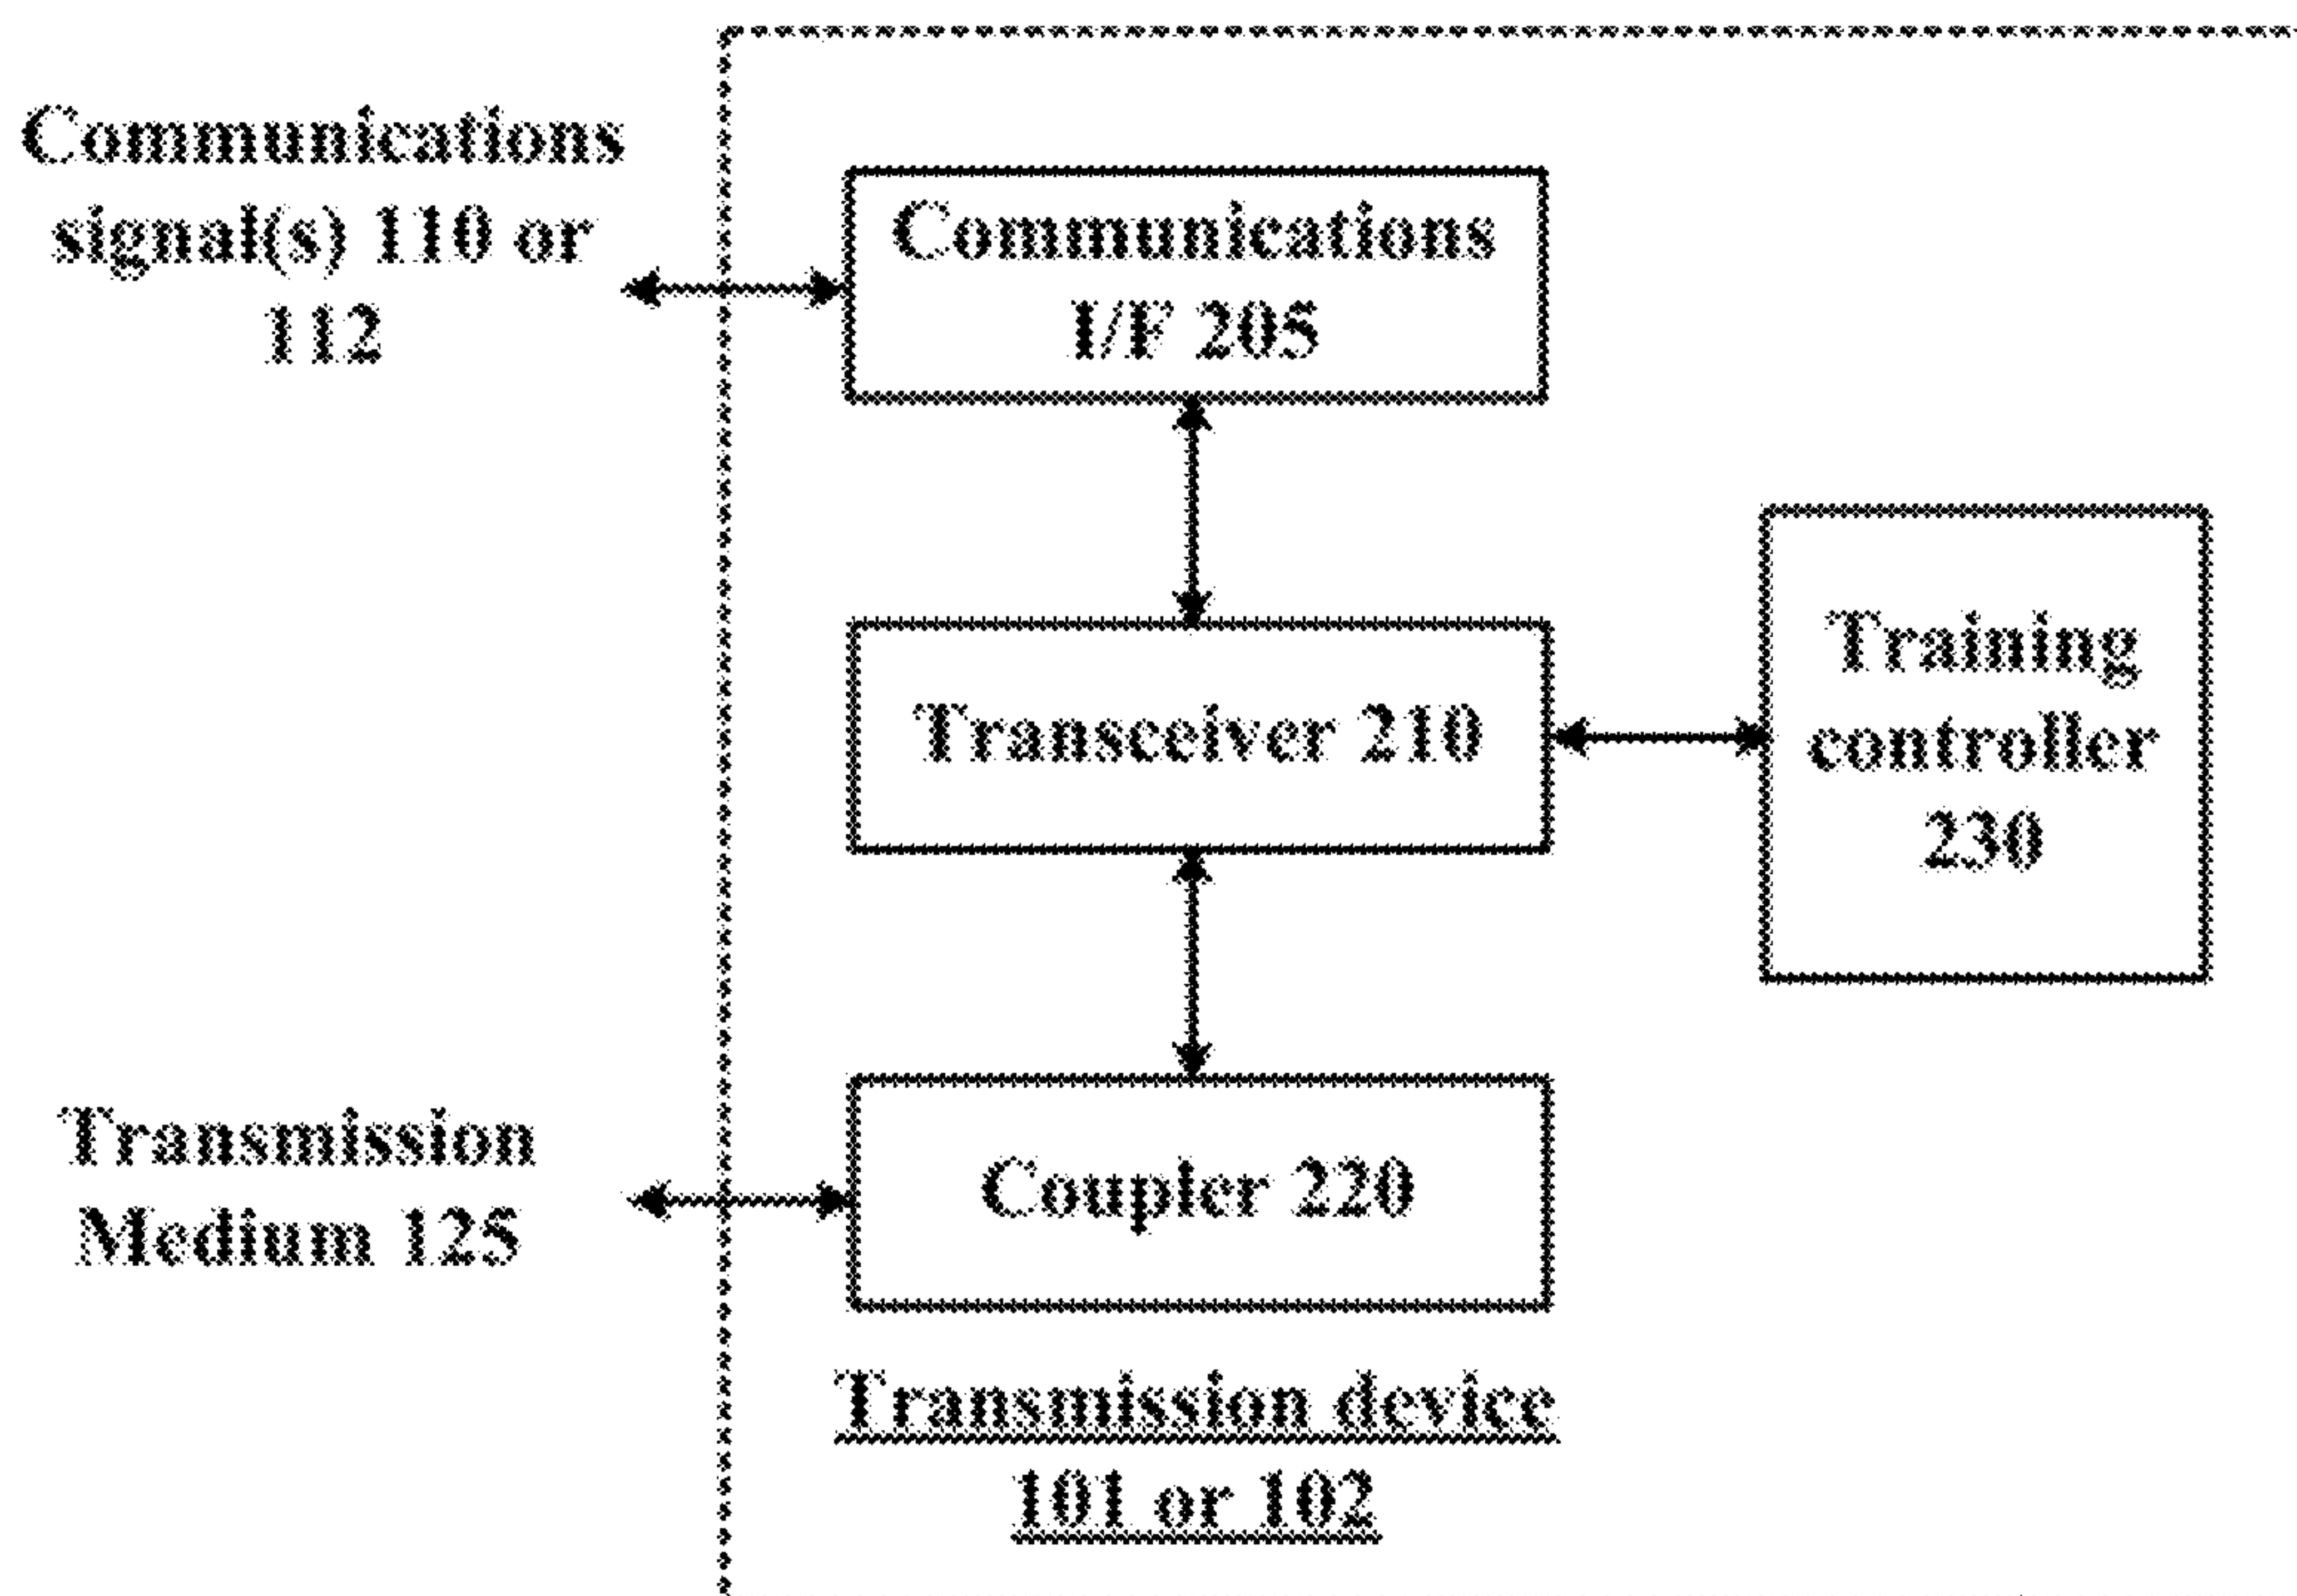 Communications
signal(s) 110 or
112
Communications
I/F 205
Transceiver 210
Training
controller
230
Transmission
Medium 125
Coupler 220
Transmission device
101 or 102